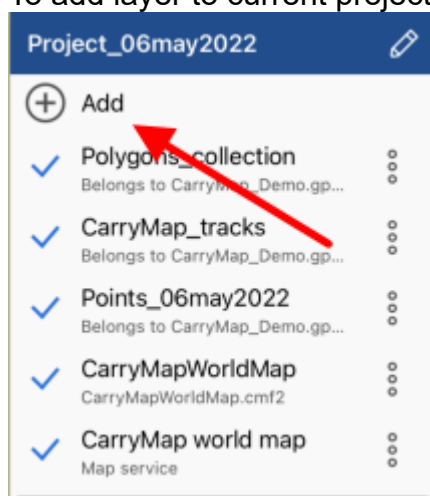 To add layer to current project
Project_06may2022
Add
Polygons_collection
Belongs to CarryMap_Demo.gp...
CarryMap_tracks
Belongs to CarryMap_Demo.gp...
Points_06may2022
Belongs to CarryMap_Demo.gp...
CarryMapWorldMap
CarryMapWorldMap.cmf2
CarryMap world map
Map service